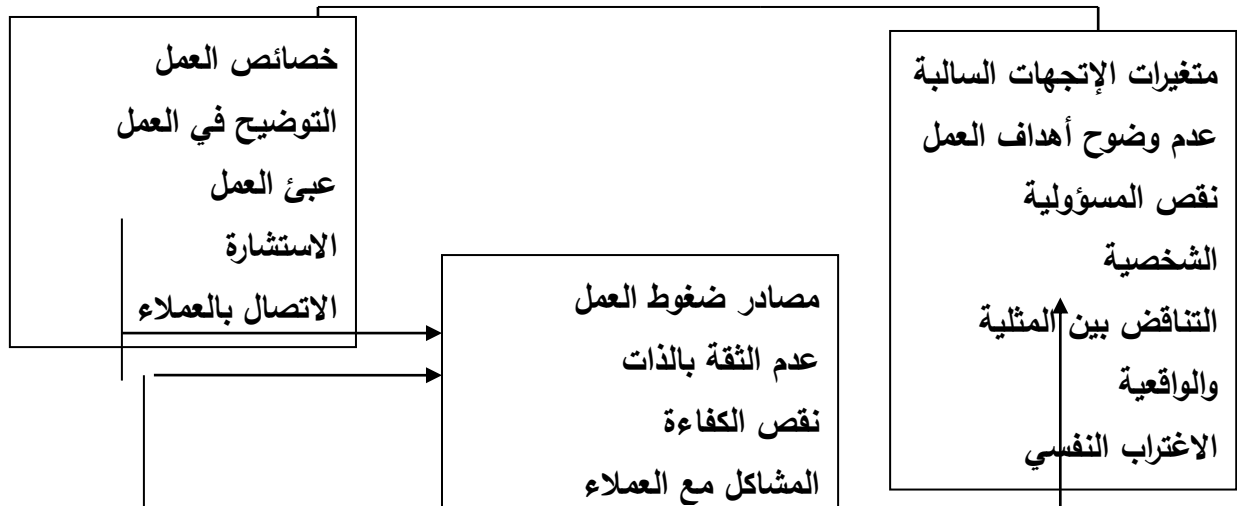 خصائص العمل
التوضيح في العمل
عبئ العمل
الاستشارة
الاتصال بالعملاء
متغيرات الإتجهات السالبة
عدم وضوح أهداف العمل
نقص المسؤولية
الشخصية
التناقض بين المثلية
والواقعية
الاغتراب النفسي
مصادر ضغوط العمل
عدم الثقة بالذات
نقص الكفاءة
المشاكل مع العملاء